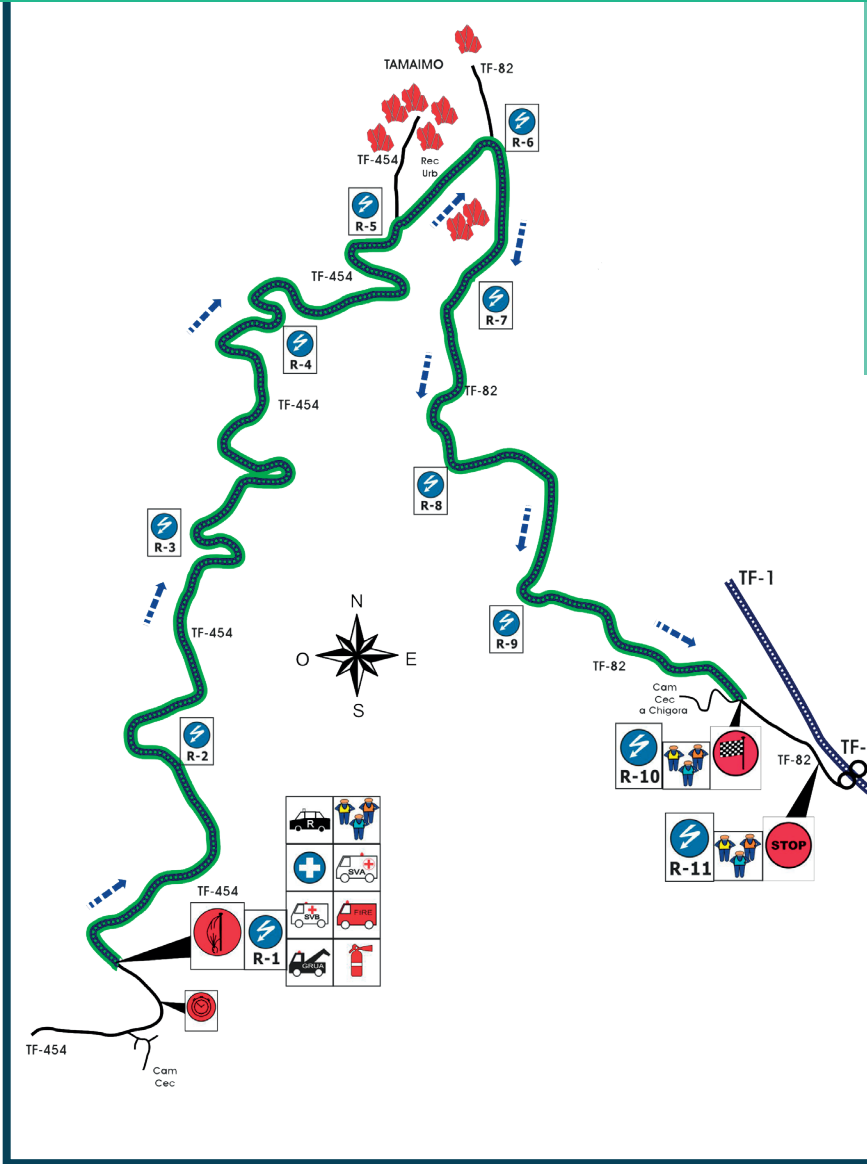 TAMAIMO
TF-82
R-6
TF-454
Rec
Urb
R-5
TF-454
R-7
R-4
TF-82
TF-454
R-8
R-3
TF-1
N
R-9
TF-454
O
E
TF-82
S
Cam
Cec
a Chigora
R-2
TF-
TF-82
R-10
R
STOP
R-11
SVA
TF-454
SVB
FIRE
R-1
GRUA
TF-454
Cam
Cec